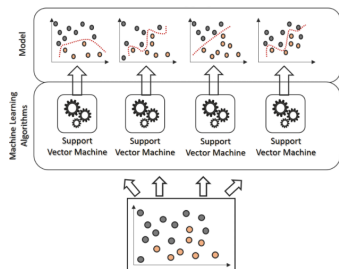 Model
Machine Learning
Algorithms
Support
Vector Machine
Support
Vector Machine
Support
Vector Machine
Support
Vector Machine